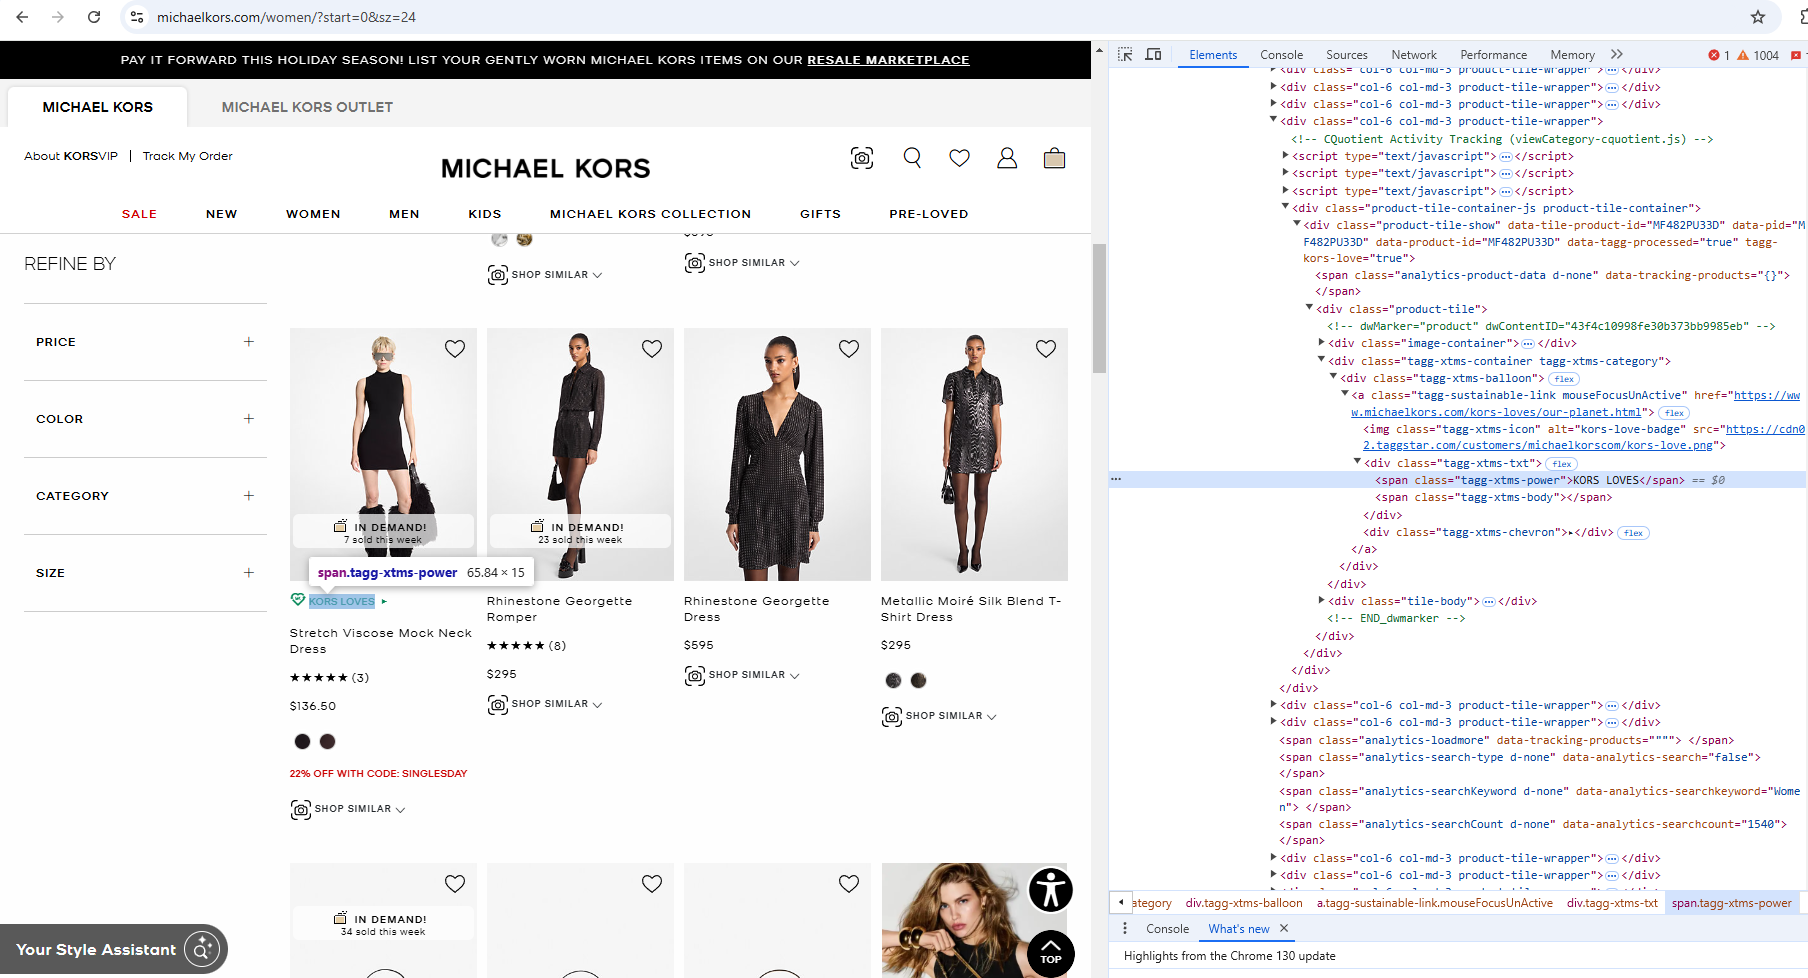 michaelkors.com/women/?start=0&sz=24
PAY IT FORWARD THIS HOLIDAY SEASON! LIST YOUR GENTLY WORN MICHAEL KORS ITEMS ON OUR RESALE MARKETPLACE
MICHAEL KORS
MICHAEL KORS OUTLET
About KORSVIP | Track My Order
MICHAEL KORS
SALE NEW WOMEN MEN KIDS MICHAEL KORS COLLECTION GIFTS PRE-LOVED
REFINE BY
PRICE +
COLOR +
CATEGORY +
SIZE +
SHOP SIMILAR
SHOP SIMILAR
IN DEMAND!
7 sold this week
span.tagg-xtms-power 65.84 × 15
KORS LOVES ▸
Stretch Viscose Mock Neck
Dress
★★★★★ (3)
$136.50
22% OFF WITH CODE: SINGLESDAY
SHOP SIMILAR
IN DEMAND!
23 sold this week
Rhinestone Georgette
Romper
★★★★★ (8)
$295
SHOP SIMILAR
Rhinestone Georgette
Dress
$595
SHOP SIMILAR
Metallic Moiré Silk Blend T-
Shirt Dress
$295
SHOP SIMILAR
IN DEMAND!
34 sold this week
Your Style Assistant
TOP
Elements Console Sources Network Performance Memory 1 1004
<div class="col-6 col-md-3 product-tile-wrapper">…</div>
<div class="col-6 col-md-3 product-tile-wrapper">…</div>
<div class="col-6 col-md-3 product-tile-wrapper">…</div>
<div class="col-6 col-md-3 product-tile-wrapper">
<!-- CQuotient Activity Tracking (viewCategory-cquotient.js) -->
<script type="text/javascript">…</script>
<script type="text/javascript">…</script>
<script type="text/javascript">…</script>
<div class="product-tile-container-js product-tile-container">
<div class="product-tile-show" data-tile-product-id="MF482PU33D" data-pid="M
F482PU33D" data-product-id="MF482PU33D" data-tagg-processed="true" tagg-
kors-love="true">
<span class="analytics-product-data d-none" data-tracking-products="{}">
</span>
<div class="product-tile">
<!-- dwMarker="product" dwContentID="43f4c10998fe30b373bb9985eb" -->
<div class="image-container">…</div>
<div class="tagg-xtms-container tagg-xtms-category">
<div class="tagg-xtms-balloon"> flex
<a class="tagg-sustainable-link mouseFocusUnActive" href="https://ww
w.michaelkors.com/kors-loves/our-planet.html"> flex
<img class="tagg-xtms-icon" alt="kors-love-badge" src="https://cdn0
2.taggstar.com/customers/michaelkorscom/kors-love.png">
<div class="tagg-xtms-txt"> flex
<span class="tagg-xtms-power">KORS LOVES</span> == $0
<span class="tagg-xtms-body"></span>
</div>
<div class="tagg-xtms-chevron">▸</div> flex
</a>
</div>
</div>
<div class="tile-body">…</div>
<!-- END_dwmarker -->
</div>
</div>
</div>
</div>
<div class="col-6 col-md-3 product-tile-wrapper">…</div>
<div class="col-6 col-md-3 product-tile-wrapper">…</div>
<span class="analytics-loadmore" data-tracking-products="""> </span>
<span class="analytics-search-type d-none" data-analytics-search="false">
</span>
<span class="analytics-searchKeyword d-none" data-analytics-searchkeyword="Wome
n"> </span>
<span class="analytics-searchCount d-none" data-analytics-searchcount="1540">
</span>
<div class="col-6 col-md-3 product-tile-wrapper">…</div>
<div class="col-6 col-md-3 product-tile-wrapper">…</div>
ategory div.tagg-xtms-balloon a.tagg-sustainable-link.mouseFocusUnActive div.tagg-xtms-txt span.tagg-xtms-power
Console What's new ×
Highlights from the Chrome 130 update